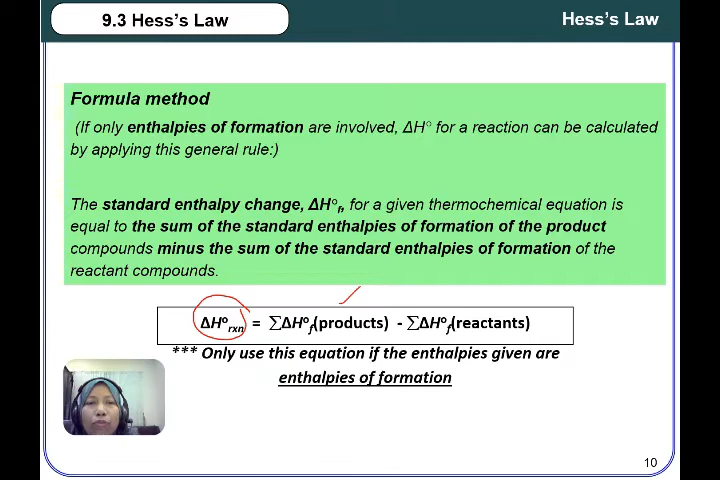 9.3 Hess's Law
Hess's Law
Formula method
(If only enthalpies of formation are involved, ΔH° for a reaction can be calculated
by applying this general rule:)
The standard enthalpy change, ΔH°f, for a given thermochemical equation is
equal to the sum of the standard enthalpies of formation of the product
compounds minus the sum of the standard enthalpies of formation of the
reactant compounds.
ΔH°rxn = ∑ΔH°f(products) - ∑ΔH°f(reactants)
*** Only use this equation if the enthalpies given are
enthalpies of formation
10